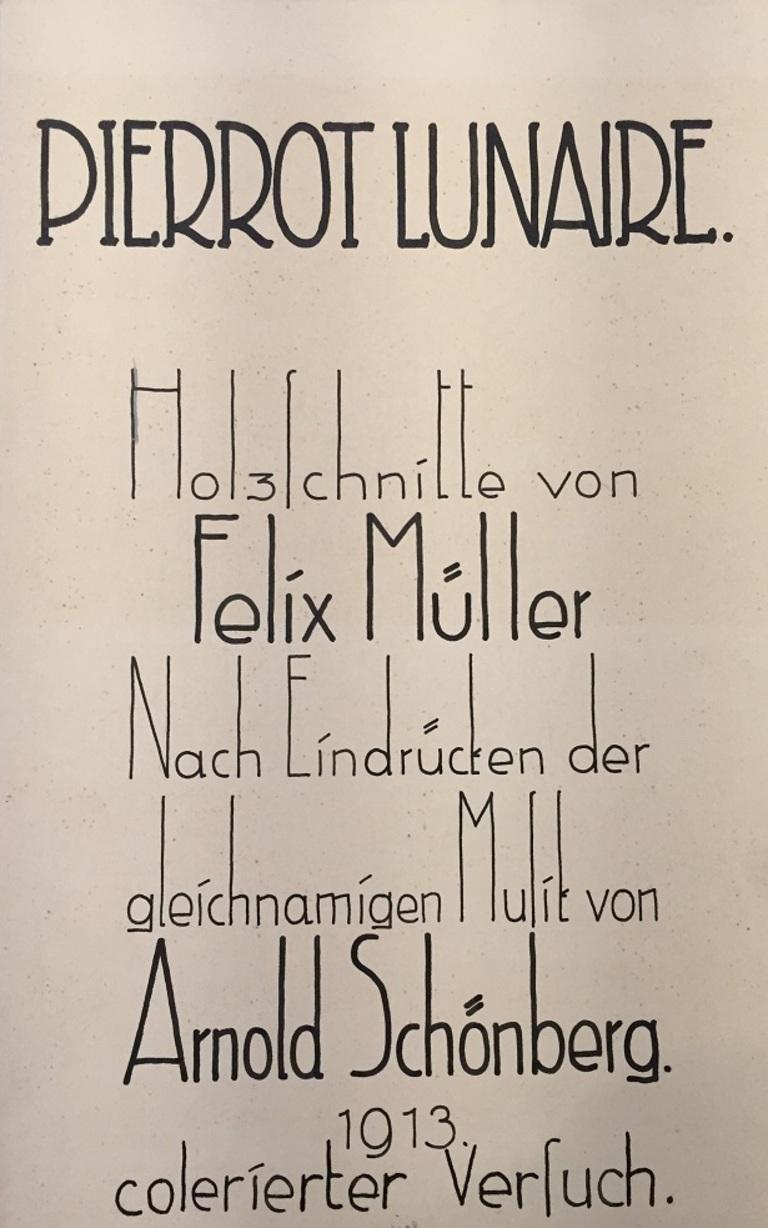 PIERROT LUNAIRE.
Holzſchnitte von
Felix Müller
Nach Eindrücken der
gleichnamigen Muſik von
Arnold Schönberg.
1913.
colerierter Verſuch.